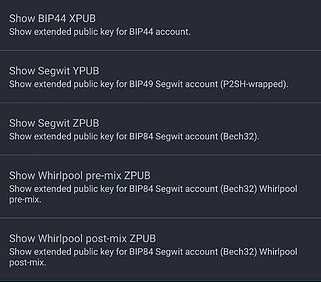 Show BIP44 XPUB
Show extended public key for BIP44 account.
Show Segwit YPUB
Show extended public key for BIP49 Segwit account (P2SH-wrapped).
Show Segwit ZPUB
Show extended public key for BIP84 Segwit account (Bech32).
Show Whirlpool pre-mix ZPUB
Show extended public key for BIP84 Segwit account (Bech32) Whirlpool
pre-mix.
Show Whirlpool post-mix ZPUB
Show extended public key for BIP84 Segwit account (Bech32) Whirlpool
post-mix.